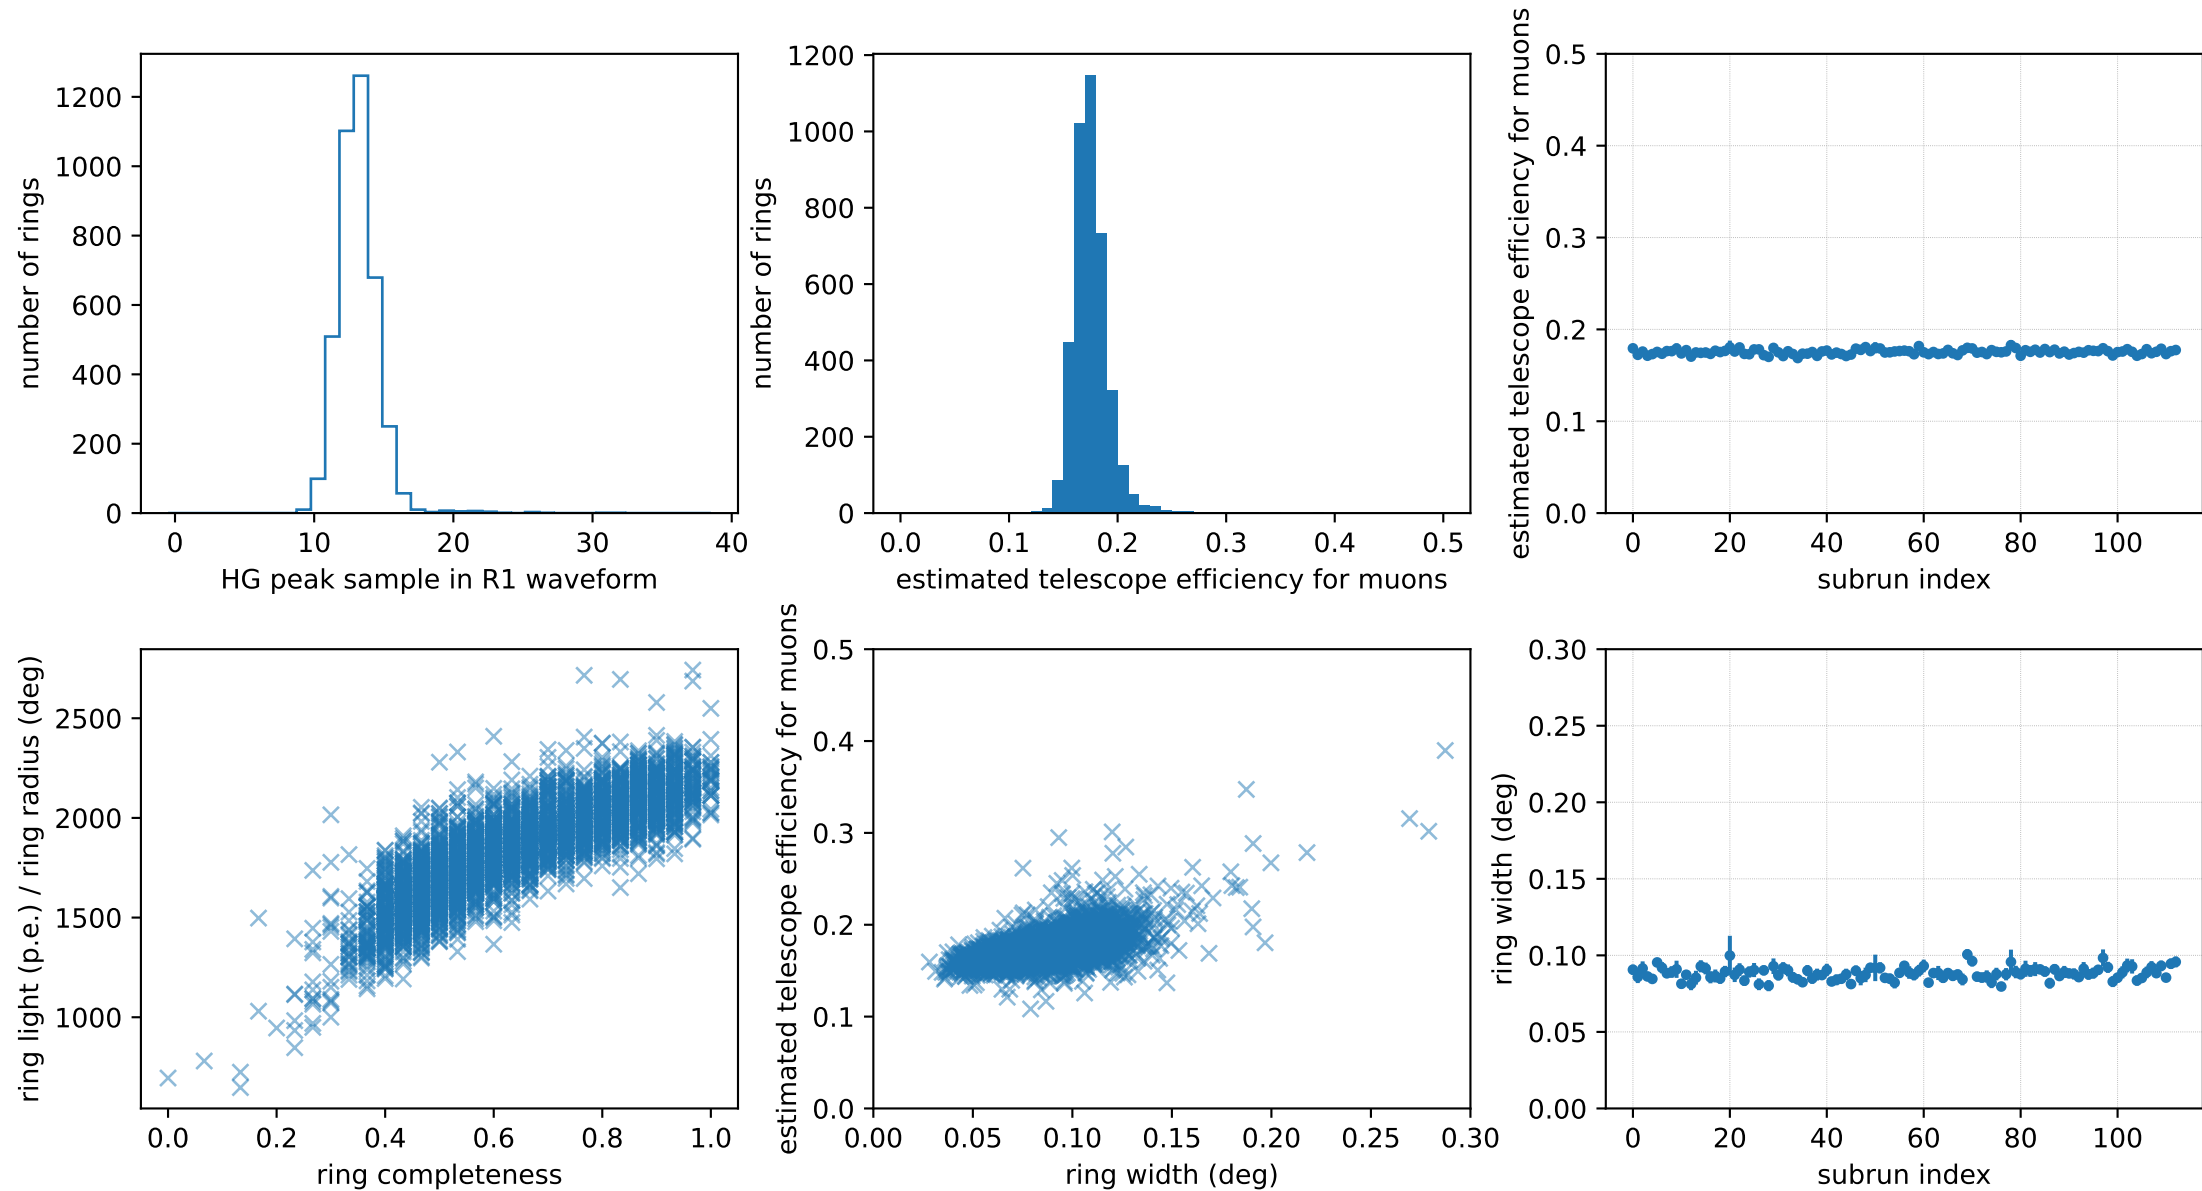 number of rings
1200
1000
800
600
400
200
0
0 10 20 30 40
HG peak sample in R1 waveform
number of rings
1200
1000
800
600
400
200
0
0.0 0.1 0.2 0.3 0.4 0.5
estimated telescope efficiency for muons
estimated telescope efficiency for muons
0.5
0.4
0.3
0.2
0.1
0.0
0 20 40 60 80 100
subrun index
ring light (p.e.) / ring radius (deg)
2500
2000
1500
1000
0.0 0.2 0.4 0.6 0.8 1.0
ring completeness
estimated telescope efficiency for muons
0.5
0.4
0.3
0.2
0.1
0.0
0.00 0.05 0.10 0.15 0.20 0.25 0.30
ring width (deg)
ring width (deg)
0.30
0.25
0.20
0.15
0.10
0.05
0.00
0 20 40 60 80 100
subrun index